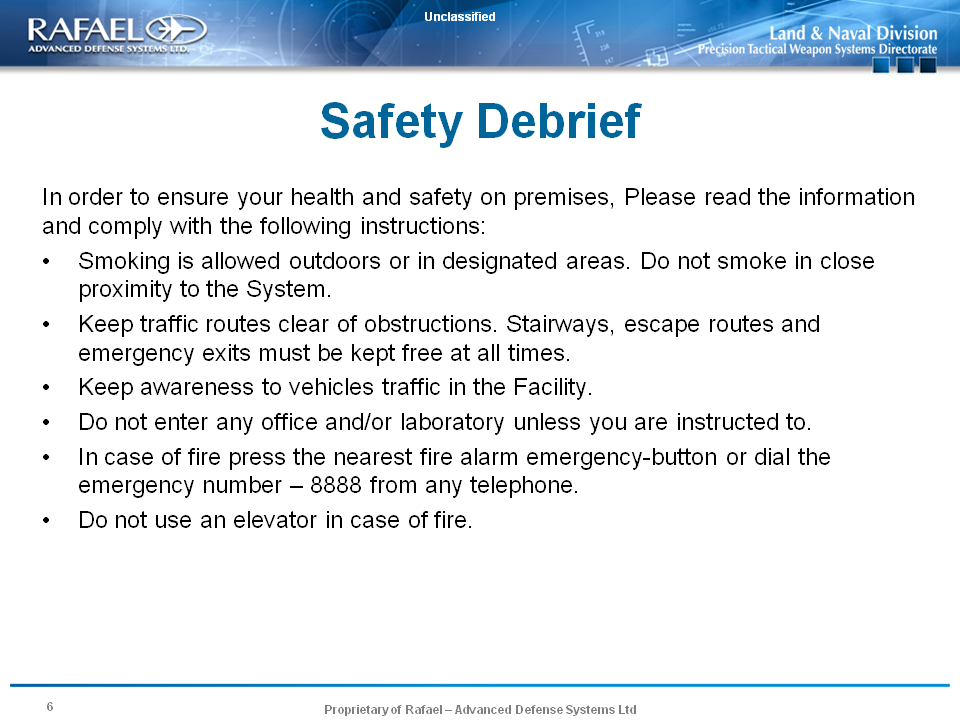 Unclassified
RAFAEL
ADVANCED DEFENSE SYSTEMS LTD.
Land & Naval Division
Precision Tactical Weapon Systems Directorate
Safety Debrief
In order to ensure your health and safety on premises, Please read the information
and comply with the following instructions:
• Smoking is allowed outdoors or in designated areas. Do not smoke in close
proximity to the System.
• Keep traffic routes clear of obstructions. Stairways, escape routes and
emergency exits must be kept free at all times.
• Keep awareness to vehicles traffic in the Facility.
• Do not enter any office and/or laboratory unless you are instructed to.
• In case of fire press the nearest fire alarm emergency-button or dial the
emergency number – 8888 from any telephone.
• Do not use an elevator in case of fire.
6
Proprietary of Rafael – Advanced Defense Systems Ltd